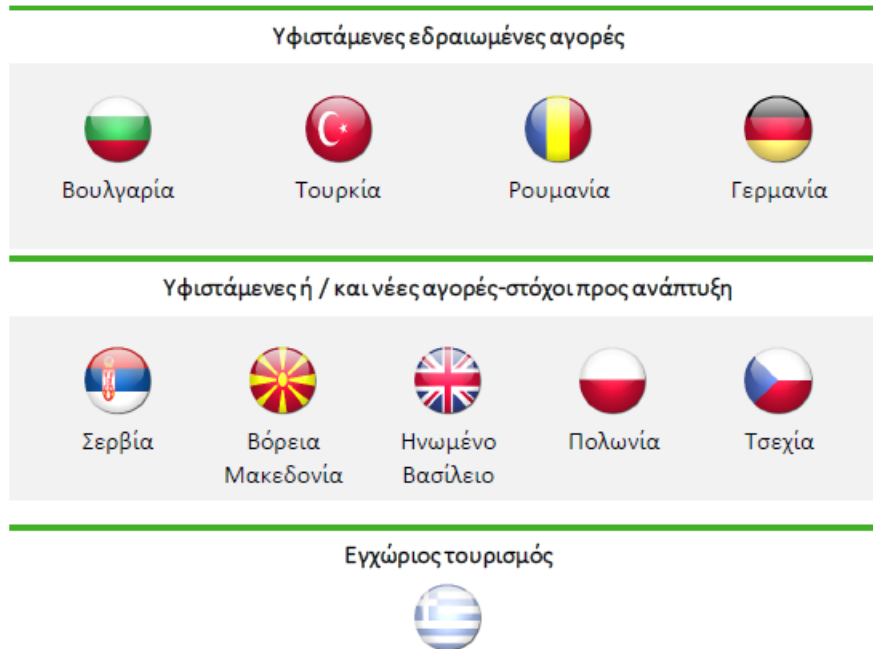 Υφιστάμενες εδραιωμένες αγορές
Βουλγαρία Τουρκία Ρουμανία Γερμανία
Υφιστάμενες ή / και νέες αγορές-στόχοι προς ανάπτυξη
Σερβία Βόρεια Μακεδονία Ηνωμένο Βασίλειο Πολωνία Τσεχία
Εγχώριος τουρισμός